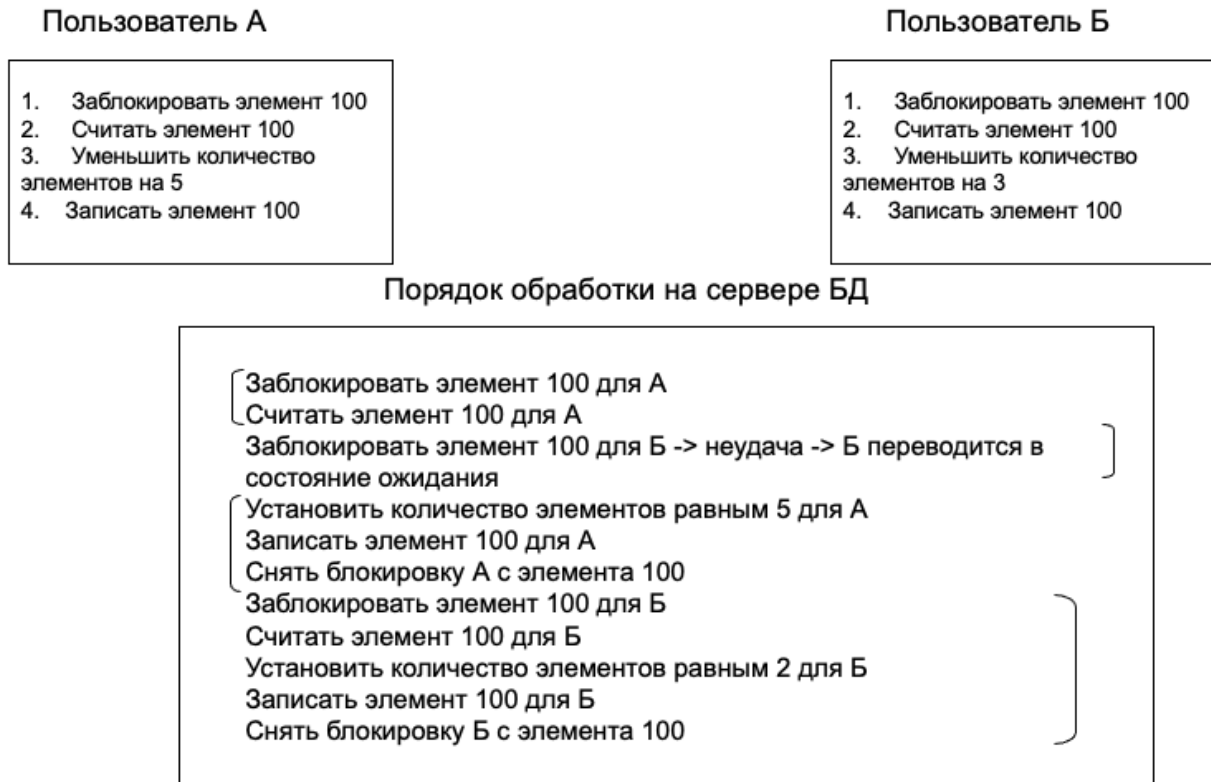 Пользователь А
Пользователь Б
1. Заблокировать элемент 100
2. Считать элемент 100
3. Уменьшить количество
элементов на 5
4. Записать элемент 100
1. Заблокировать элемент 100
2. Считать элемент 100
3. Уменьшить количество
элементов на 3
4. Записать элемент 100
Порядок обработки на сервере БД
Заблокировать элемент 100 для А
Считать элемент 100 для А
Заблокировать элемент 100 для Б -> неудача -> Б переводится в
состояние ожидания
Установить количество элементов равным 5 для А
Записать элемент 100 для А
Снять блокировку А с элемента 100
Заблокировать элемент 100 для Б
Считать элемент 100 для Б
Установить количество элементов равным 2 для Б
Записать элемент 100 для Б
Снять блокировку Б с элемента 100